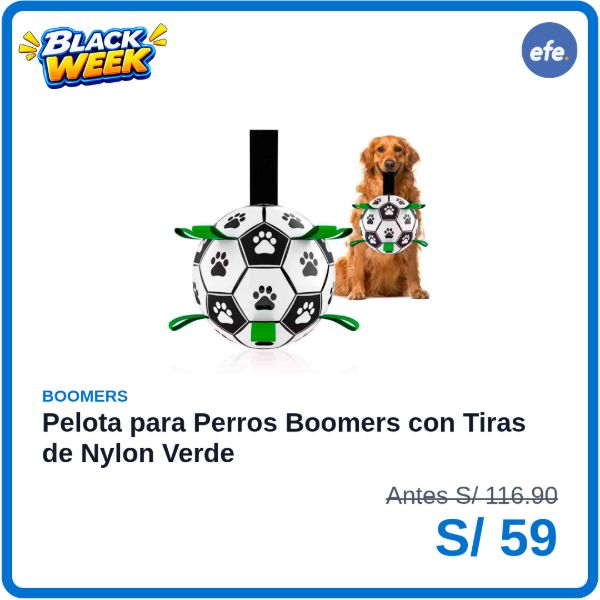 BLACK
WEEK
efe.
BOOMERS
Pelota para Perros Boomers con Tiras
de Nylon Verde
Antes S/ 116.90
S/ 59